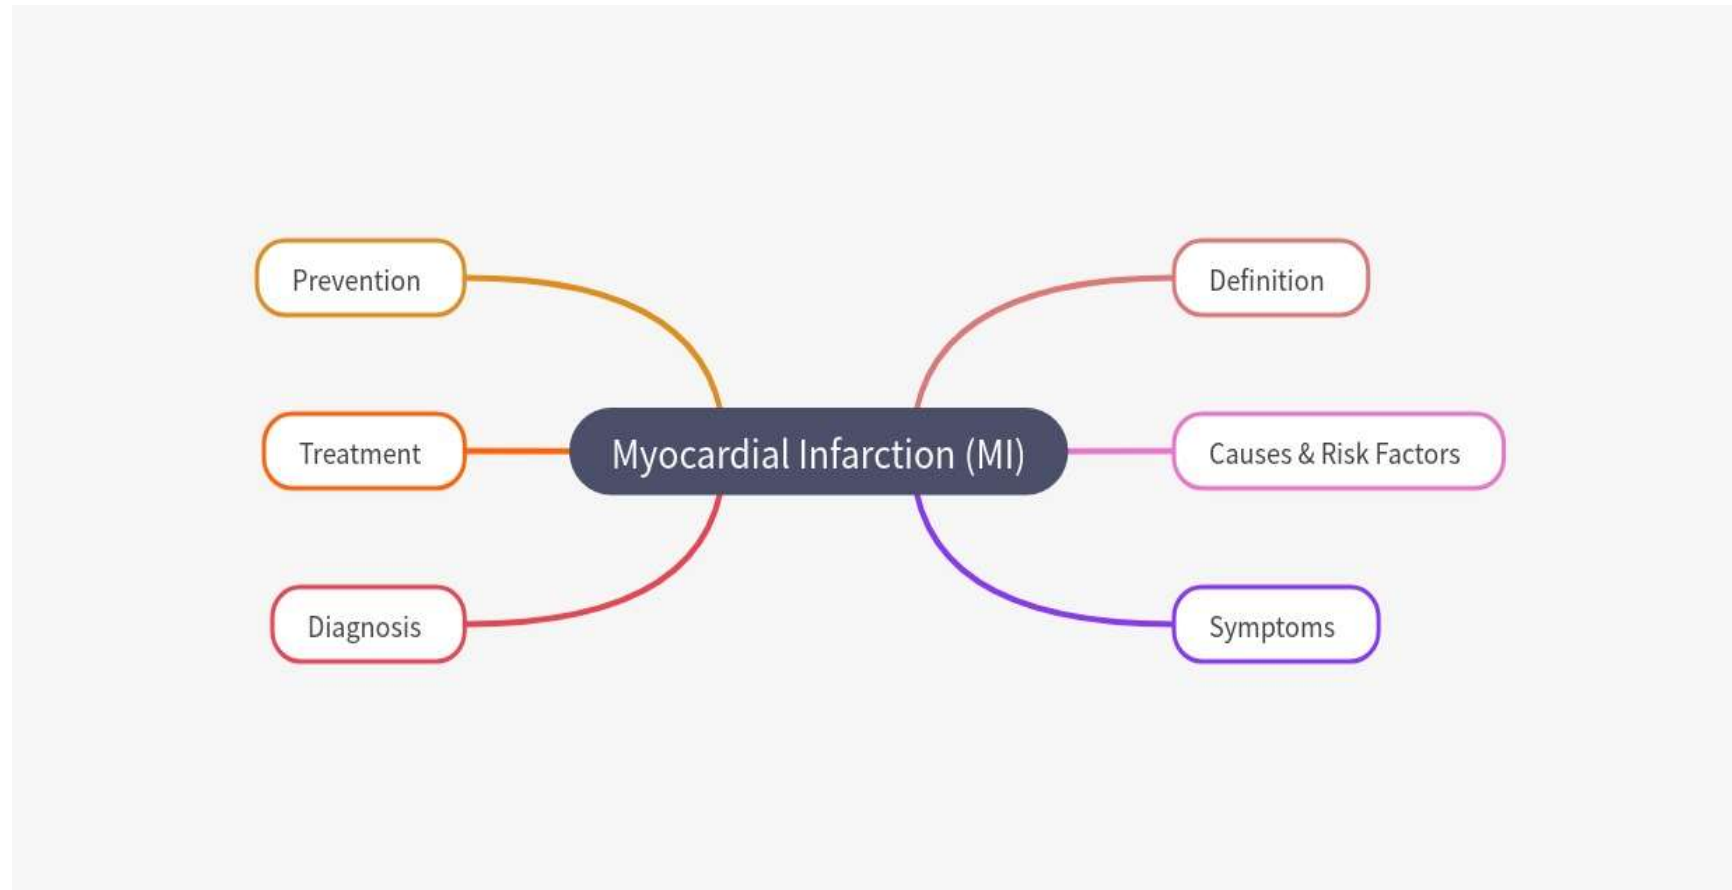 Prevention
Definition
Treatment
Myocardial Infarction (MI)
Causes & Risk Factors
Diagnosis
Symptoms